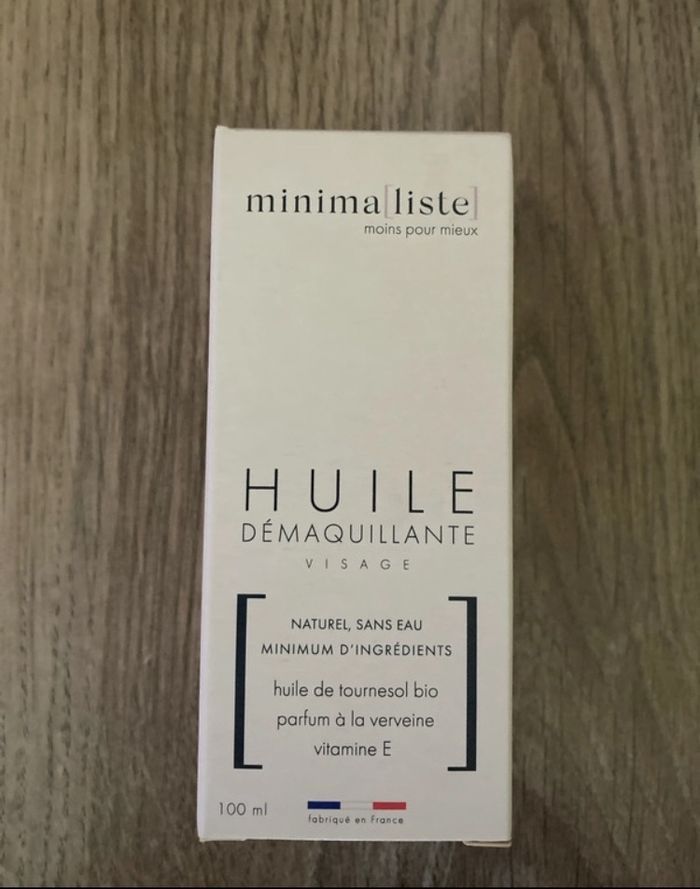 minima[liste]
moins pour mieux
HUILE
DÉMAQUILLANTE
VISAGE
NATUREL, SANS EAU
MINIMUM D'INGRÉDIENTS
huile de tournesol bio
parfum à la verveine
vitamine E
100 ml
fabriqué en France